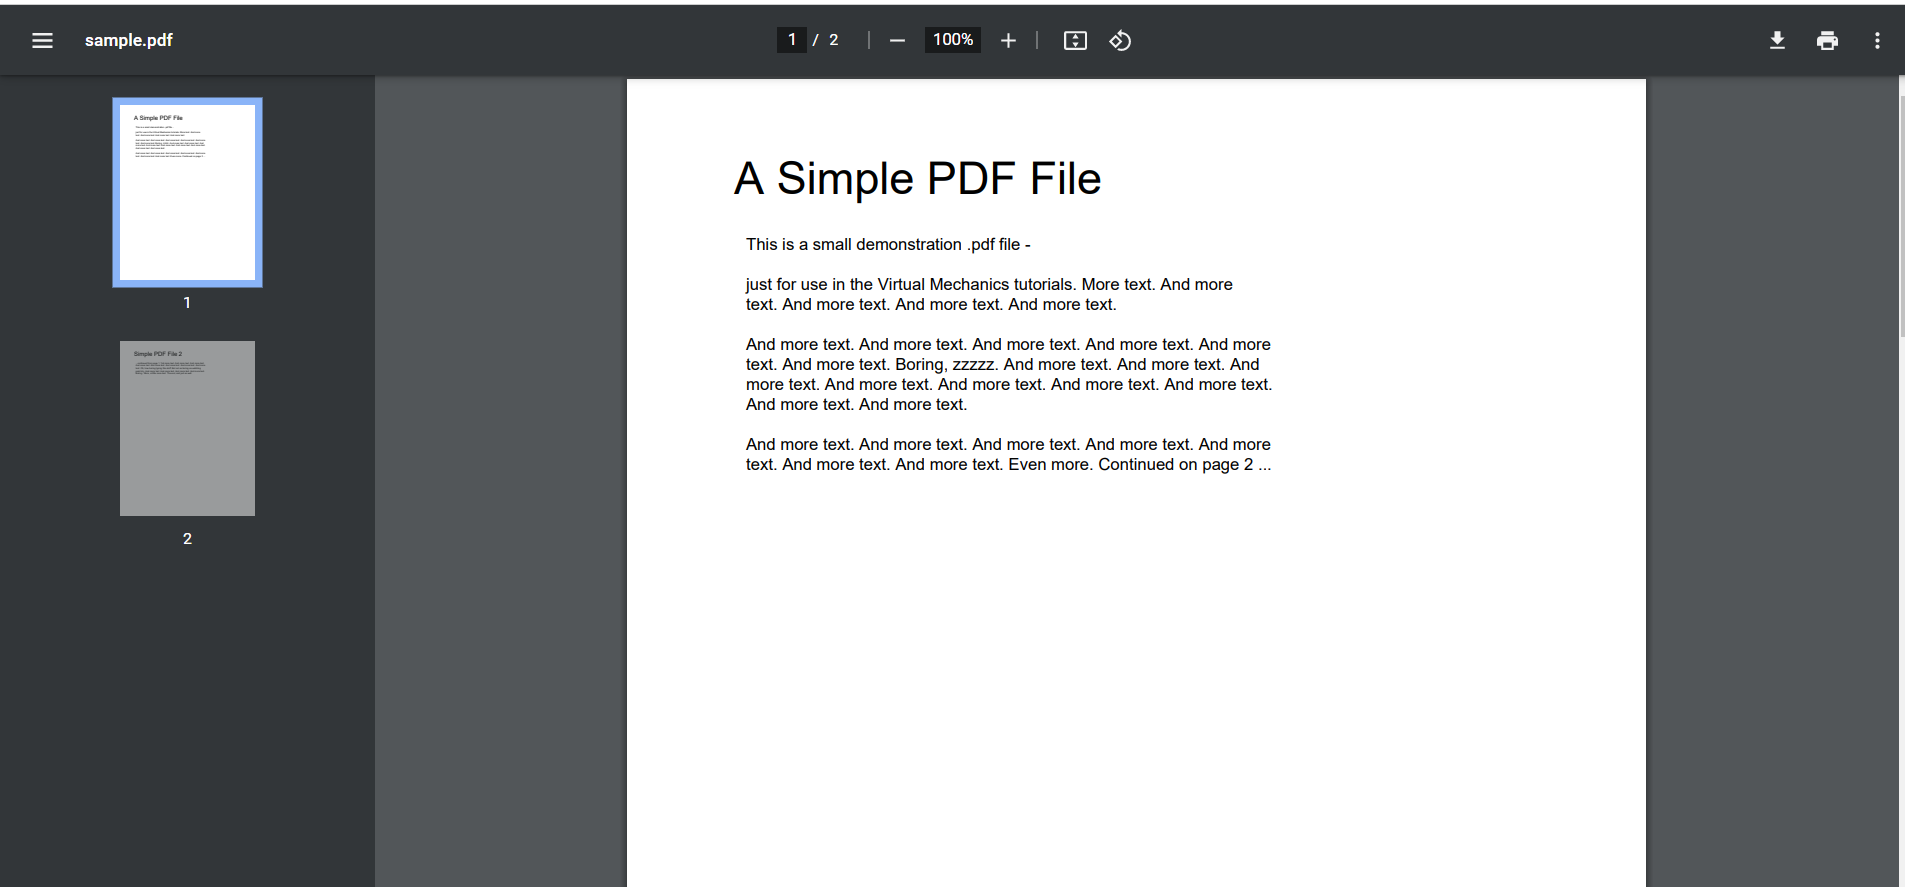 sample.pdf
1 / 2
100%
A Simple PDF File
1
Simple PDF File 2
2
A Simple PDF File
This is a small demonstration .pdf file -
just for use in the Virtual Mechanics tutorials. More text. And more
text. And more text. And more text. And more text.
And more text. And more text. And more text. And more text. And more
text. And more text. Boring, zzzzz. And more text. And more text. And
more text. And more text. And more text. And more text. And more text.
And more text. And more text.
And more text. And more text. And more text. And more text. And more
text. And more text. And more text. Even more. Continued on page 2 ...